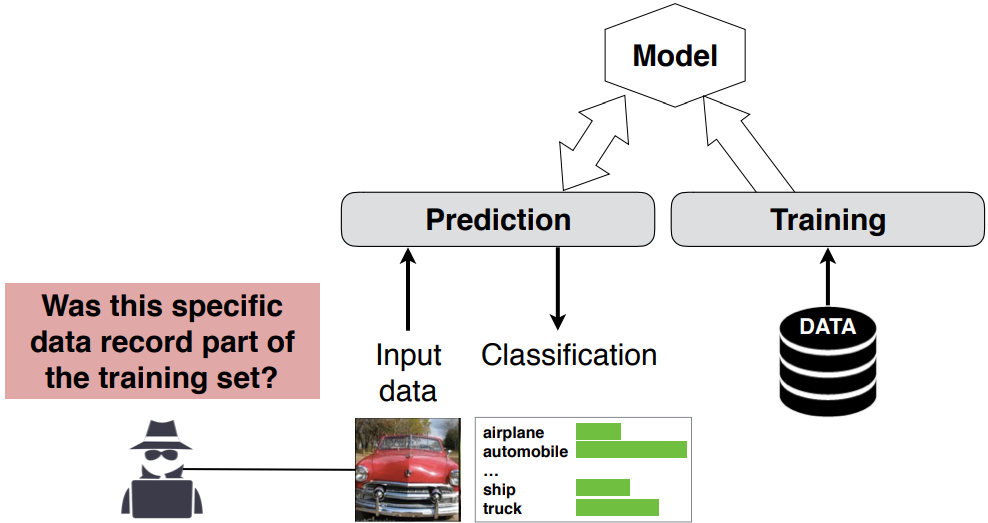 Model
Prediction
Training
Was this specific
data record part of
the training set?
Input
data
Classification
DATA
airplane
automobile
...
ship
truck